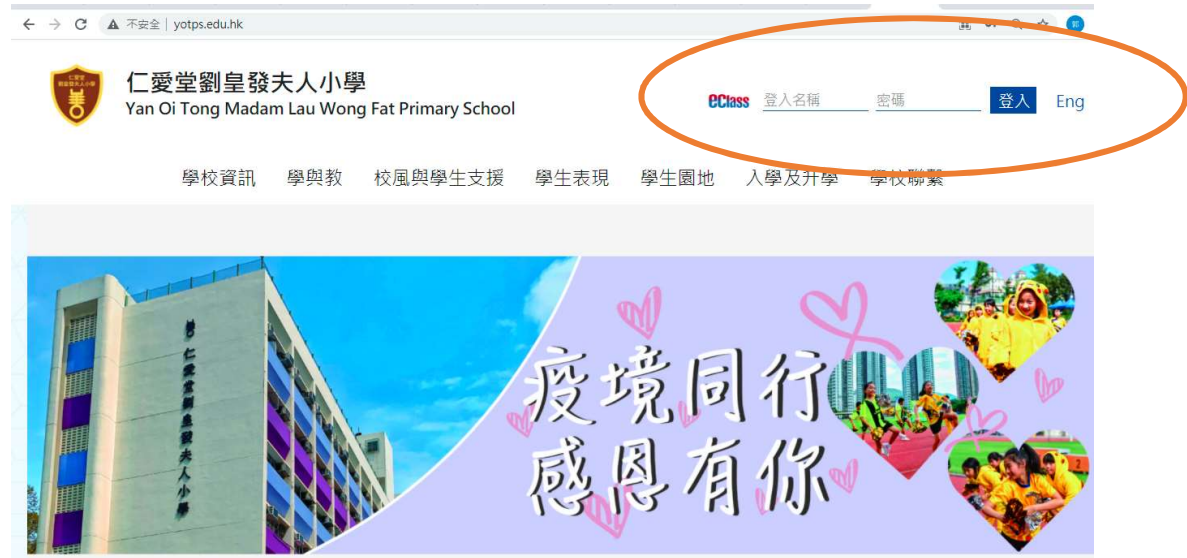 不安全 | yotps.edu.hk
仁愛堂劉皇發夫人小學
Yan Oi Tong Madam Lau Wong Fat Primary School
eClass 登入名稱 密碼 登入 Eng
學校資訊 學與教 校風與學生支援 學生表現 學生園地 入學及升學 學校聯繫
仁愛堂劉皇發夫人小學
疫境同行
感恩有你